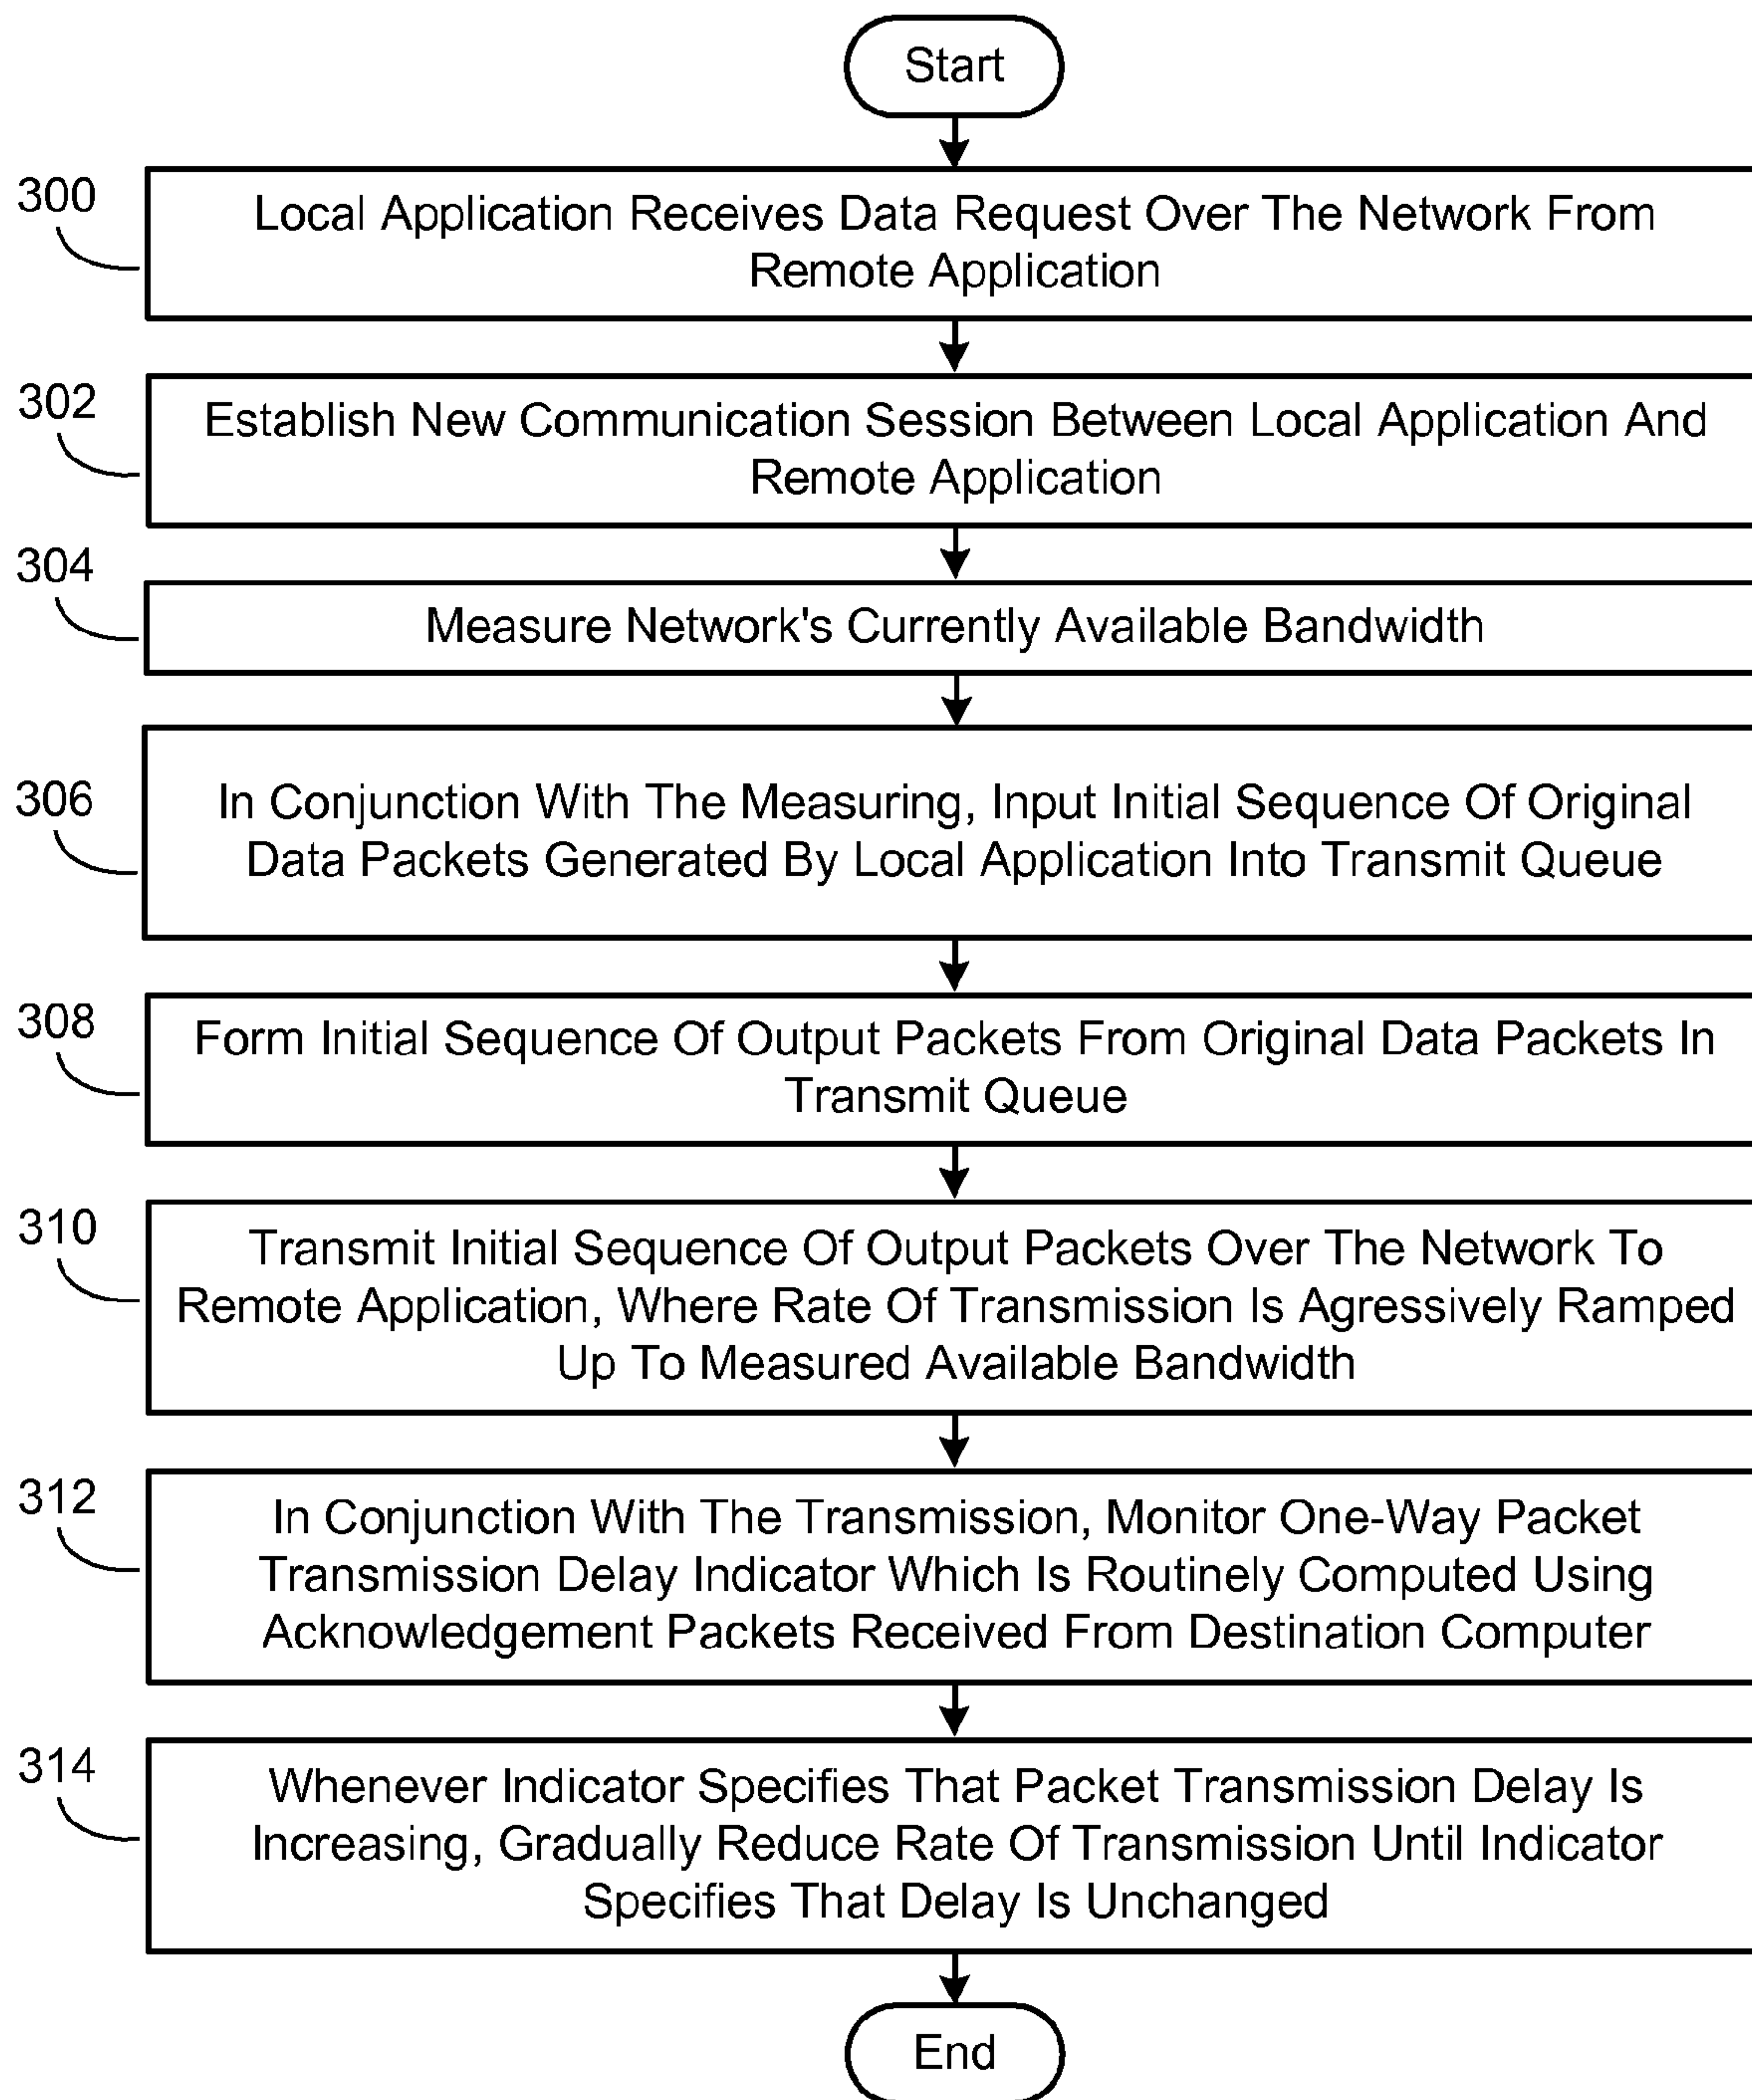 Start
300
Local Application Receives Data Request Over The Network From
Remote Application
302
Establish New Communication Session Between Local Application And
Remote Application
304
Measure Network's Currently Available Bandwidth
306
In Conjunction With The Measuring, Input Initial Sequence Of Original
Data Packets Generated By Local Application Into Transmit Queue
308
Form Initial Sequence Of Output Packets From Original Data Packets In
Transmit Queue
310
Transmit Initial Sequence Of Output Packets Over The Network To
Remote Application, Where Rate Of Transmission Is Agressively Ramped
Up To Measured Available Bandwidth
312
In Conjunction With The Transmission, Monitor One-Way Packet
Transmission Delay Indicator Which Is Routinely Computed Using
Acknowledgement Packets Received From Destination Computer
314
Whenever Indicator Specifies That Packet Transmission Delay Is
Increasing, Gradually Reduce Rate Of Transmission Until Indicator
Specifies That Delay Is Unchanged
End